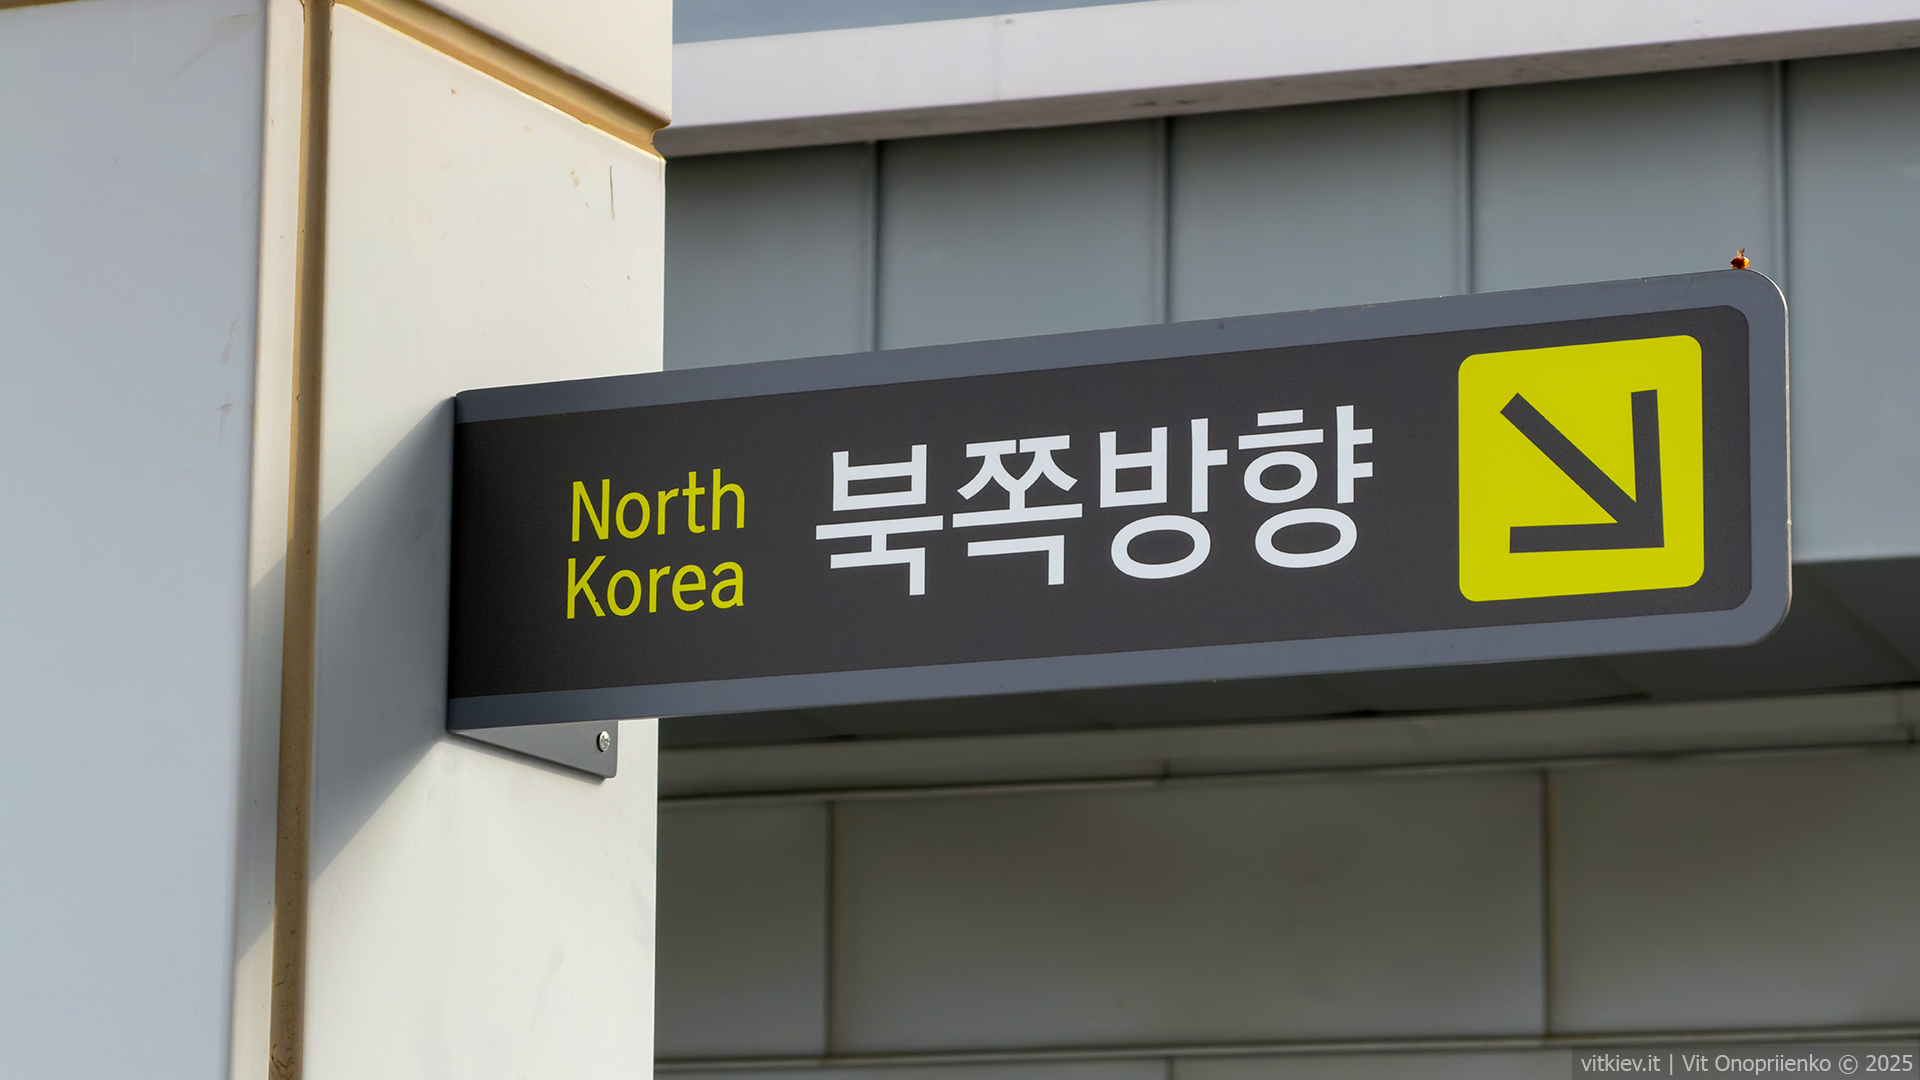 North
Korea
북쪽방향
vitkiev.it | Vit Onopriienko © 2025